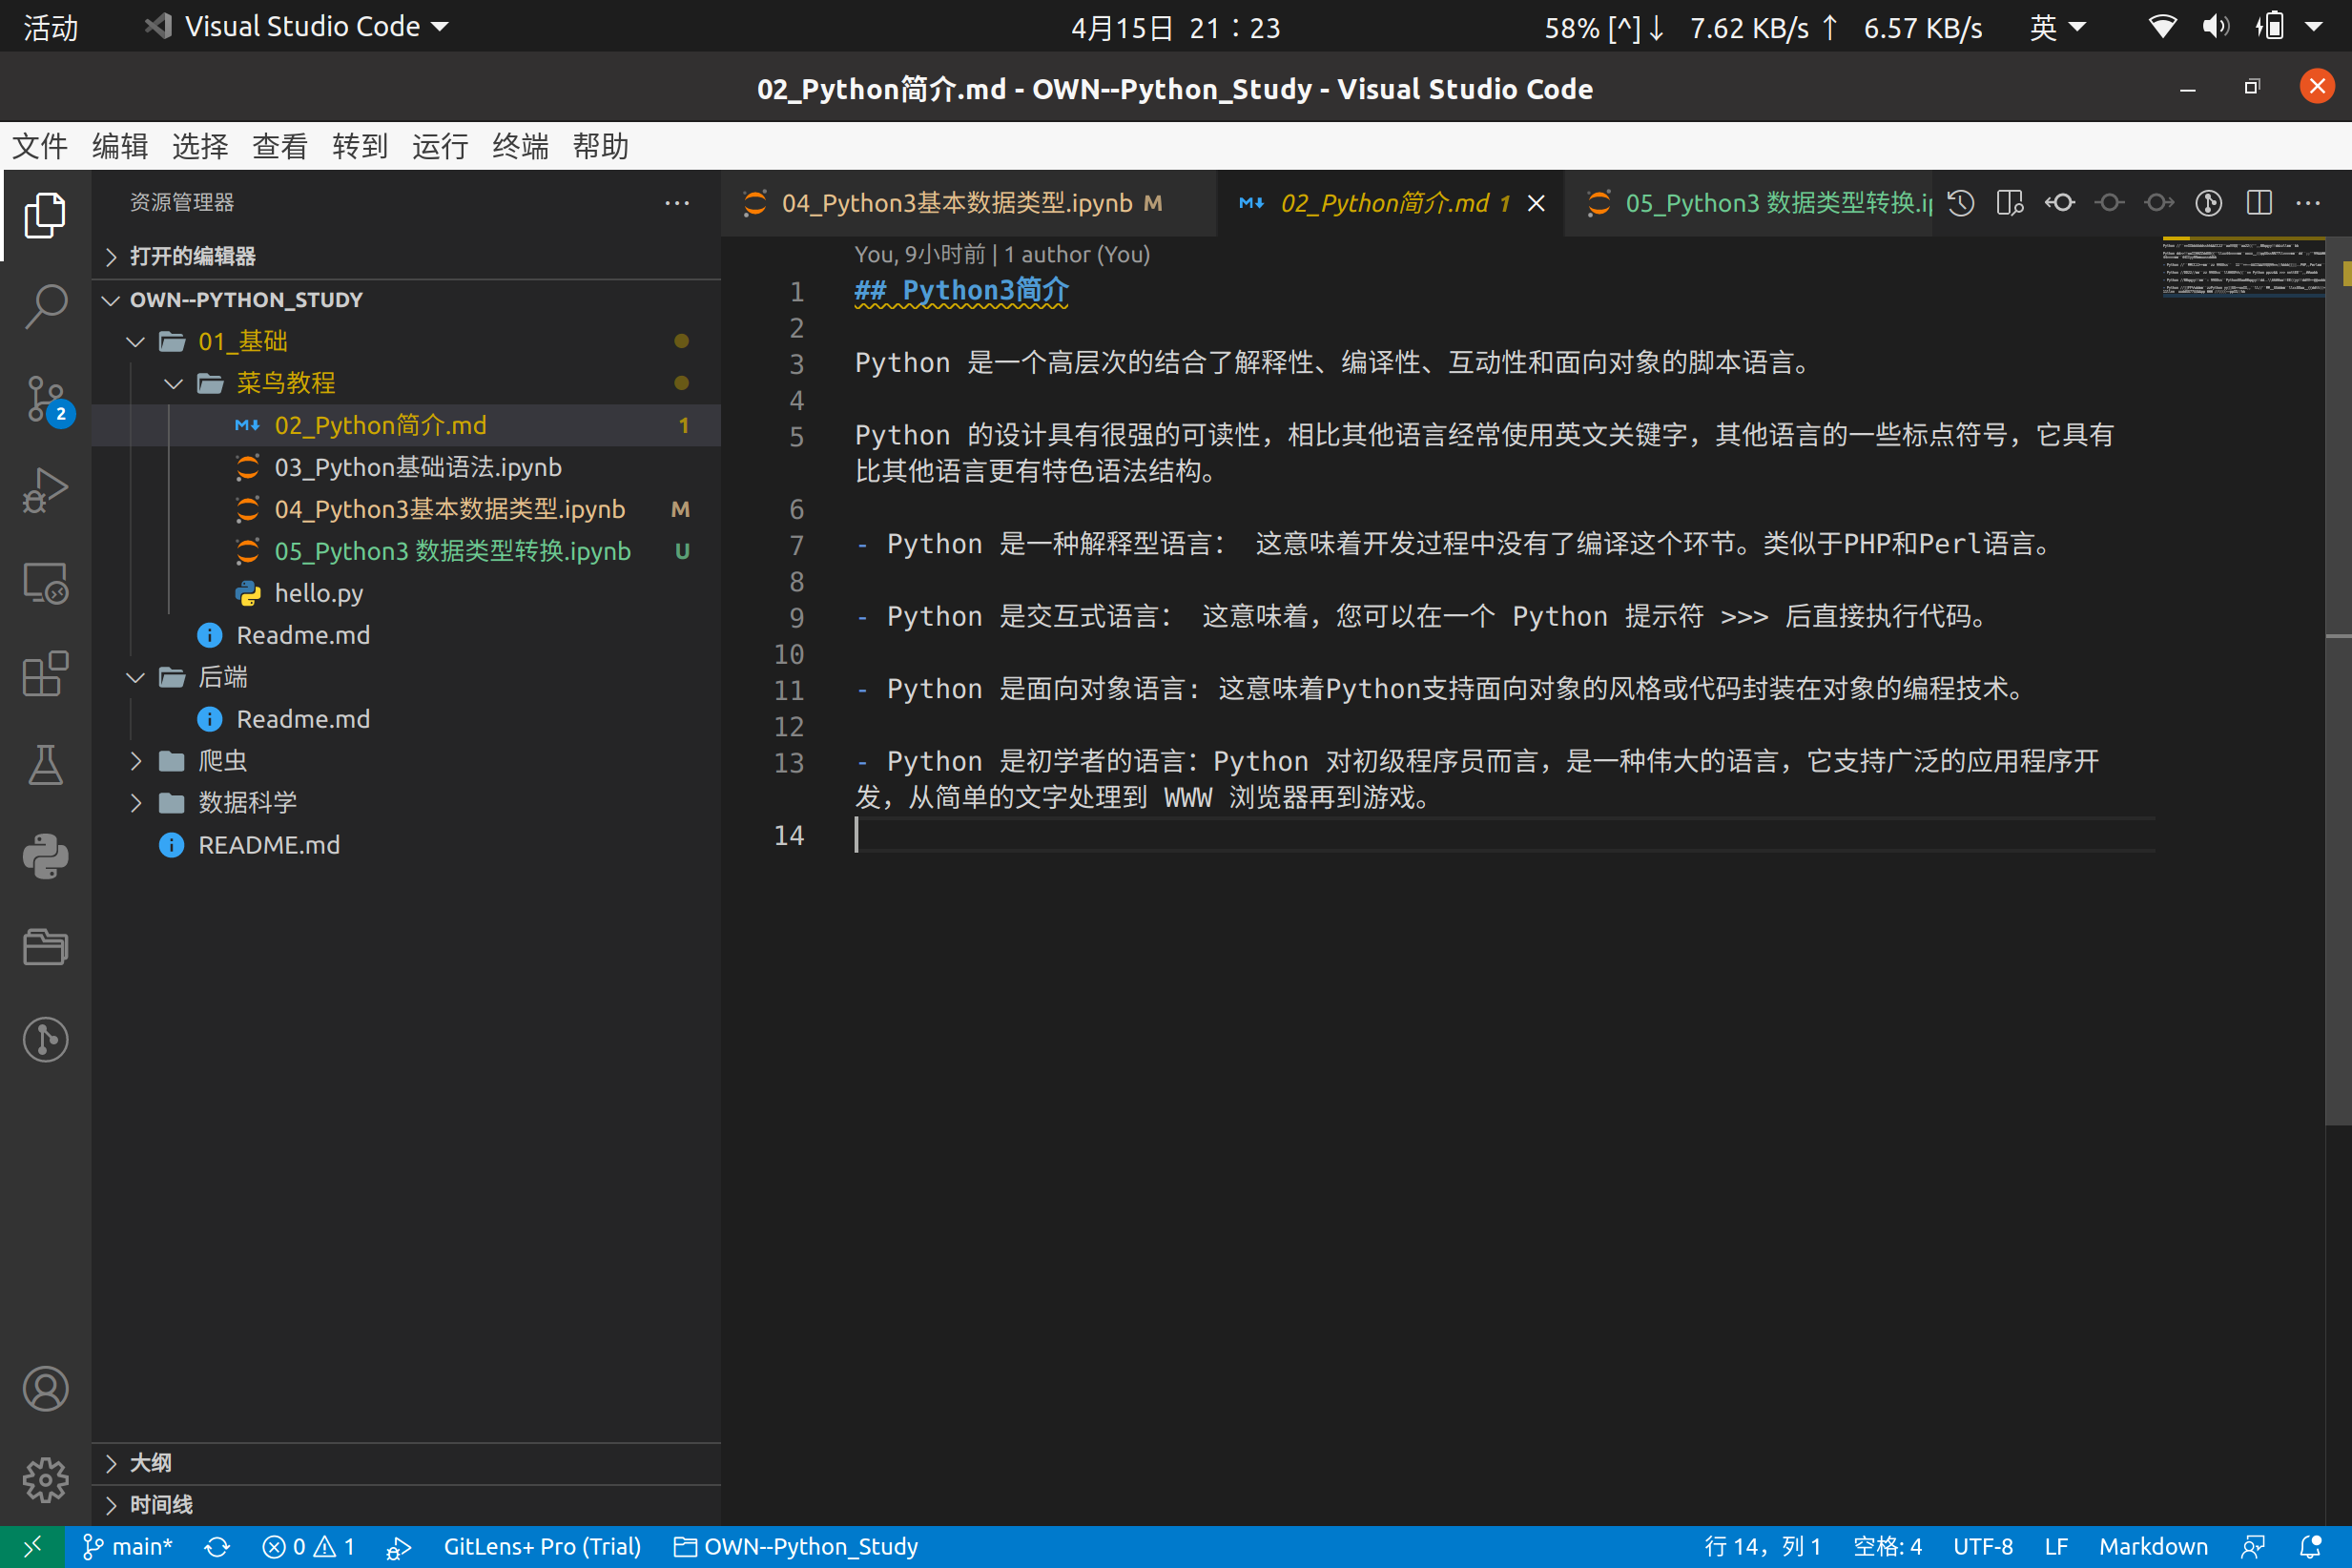 活动 Visual Studio Code 4月15日 21：23 58% [^]↓ 7.62 KB/s ↑ 6.57 KB/s 英
02_Python简介.md - OWN--Python_Study - Visual Studio Code
文件 编辑 选择 查看 转到 运行 终端 帮助
资源管理器
打开的编辑器
OWN--PYTHON_STUDY
01_基础
菜鸟教程
02_Python简介.md 1
03_Python基础语法.ipynb
04_Python3基本数据类型.ipynb M
05_Python3 数据类型转换.ipynb U
hello.py
Readme.md
后端
Readme.md
爬虫
数据科学
README.md
大纲
时间线
2
04_Python3基本数据类型.ipynb M 02_Python简介.md 1 05_Python3 数据类型转换.ip
You, 9小时前 | 1 author (You)
1 ## Python3简介
2
3 Python 是一个高层次的结合了解释性、编译性、互动性和面向对象的脚本语言。
4
5 Python 的设计具有很强的可读性，相比其他语言经常使用英文关键字，其他语言的一些标点符号，它具有
比其他语言更有特色语法结构。
6
7 - Python 是一种解释型语言： 这意味着开发过程中没有了编译这个环节。类似于PHP和Perl语言。
8
9 - Python 是交互式语言： 这意味着，您可以在一个 Python 提示符 >>> 后直接执行代码。
10
11 - Python 是面向对象语言: 这意味着Python支持面向对象的风格或代码封装在对象的编程技术。
12
13 - Python 是初学者的语言：Python 对初级程序员而言，是一种伟大的语言，它支持广泛的应用程序开
发，从简单的文字处理到 WWW 浏览器再到游戏。
14
main* 0 1 GitLens+ Pro (Trial) OWN--Python_Study 行 14，列 1 空格: 4 UTF-8 LF Markdown